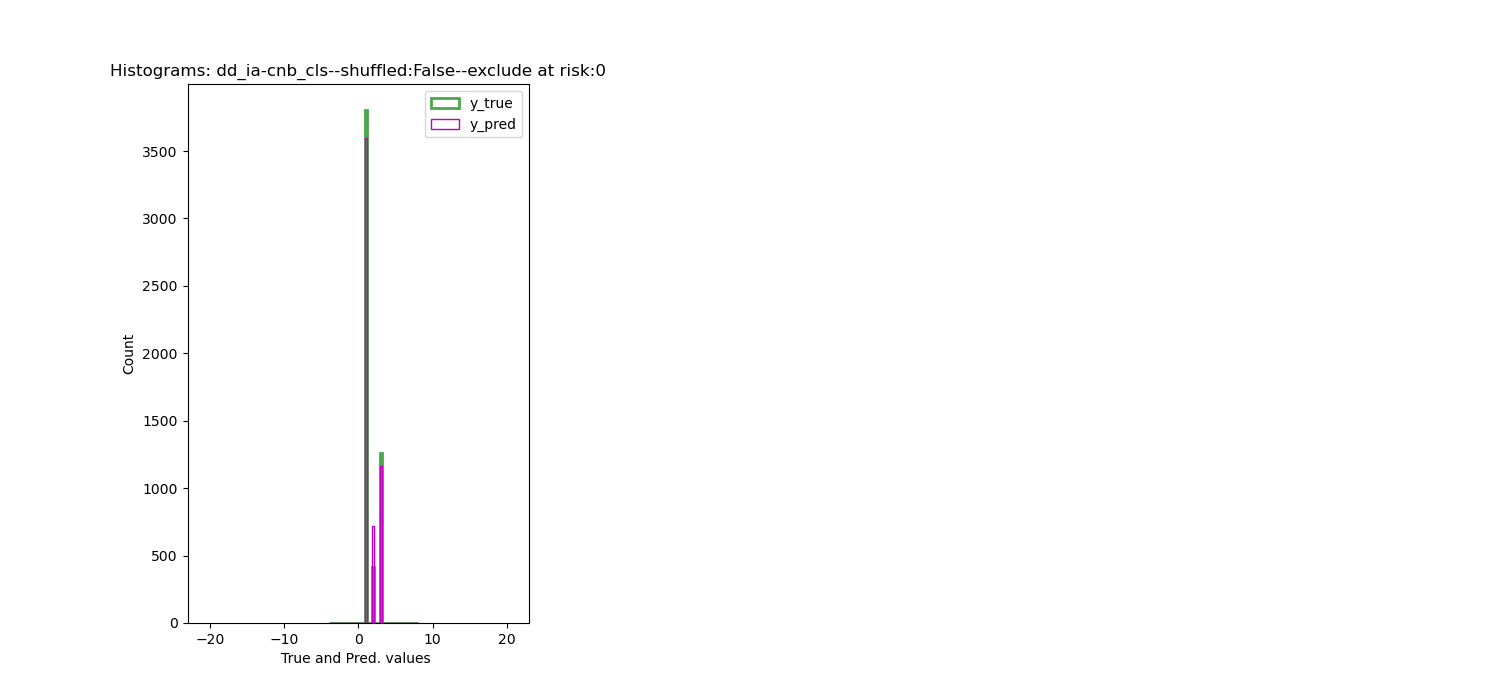 Histograms: dd_ia-cnb_cls--shuffled:False--exclude at risk:0
y_true
y_pred
3500
3000
2500
2000
1500
1000
500
0
Count
−20 −10 0 10 20
True and Pred. values